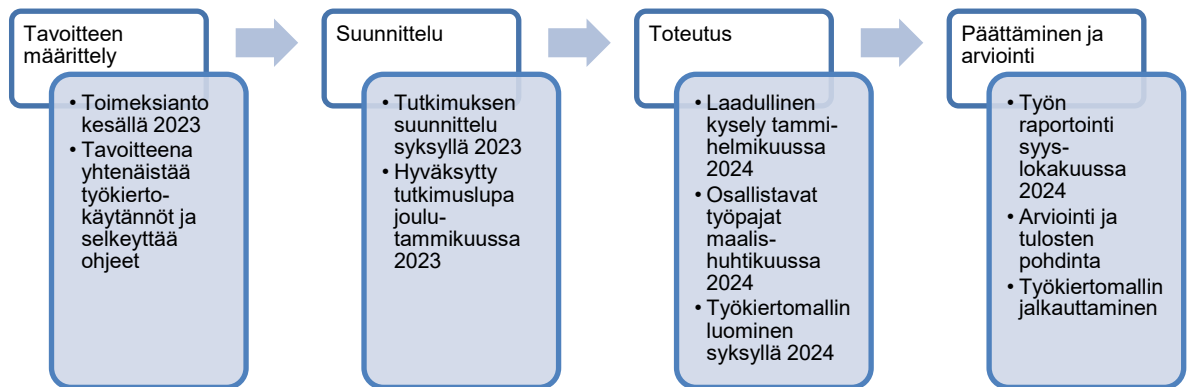 Tavoitteen
määrittely
• Toimeksianto
kesällä 2023
• Tavoitteena
yhtenäistää
työkierto-
käytännöt ja
selkeyttää
ohjeet
Suunnittelu
• Tutkimuksen
suunnittelu
syksyllä 2023
• Hyväksytty
tutkimuslupa
joulu-
tammikuussa
2023
Toteutus
• Laadullinen
kysely tammi-
helmikuussa
2024
• Osallistavat
työpajat
maalis-
huhtikuussa
2024
• Työkiertomallin
luominen
syksyllä 2024
Päättäminen ja
arviointi
• Työn
raportointi
syys-
lokakuussa
2024
• Arviointi ja
tulosten
pohdinta
• Työkiertomallin
jalkauttaminen